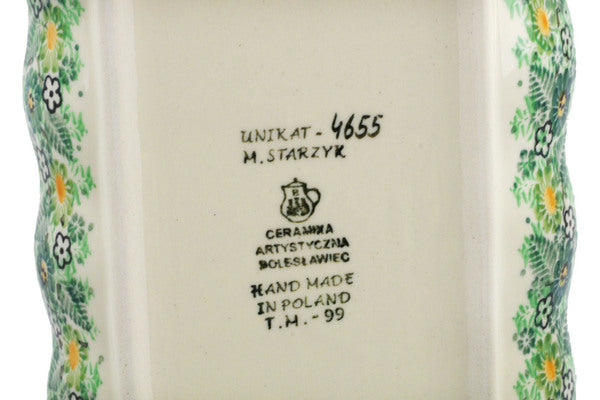 UNIKAT - 4655
M. STARZYK
CERAMIKA
ARTYSTYCZNA
BOLESŁAWIEC
HAND MADE
IN POLAND
T.M. - 99